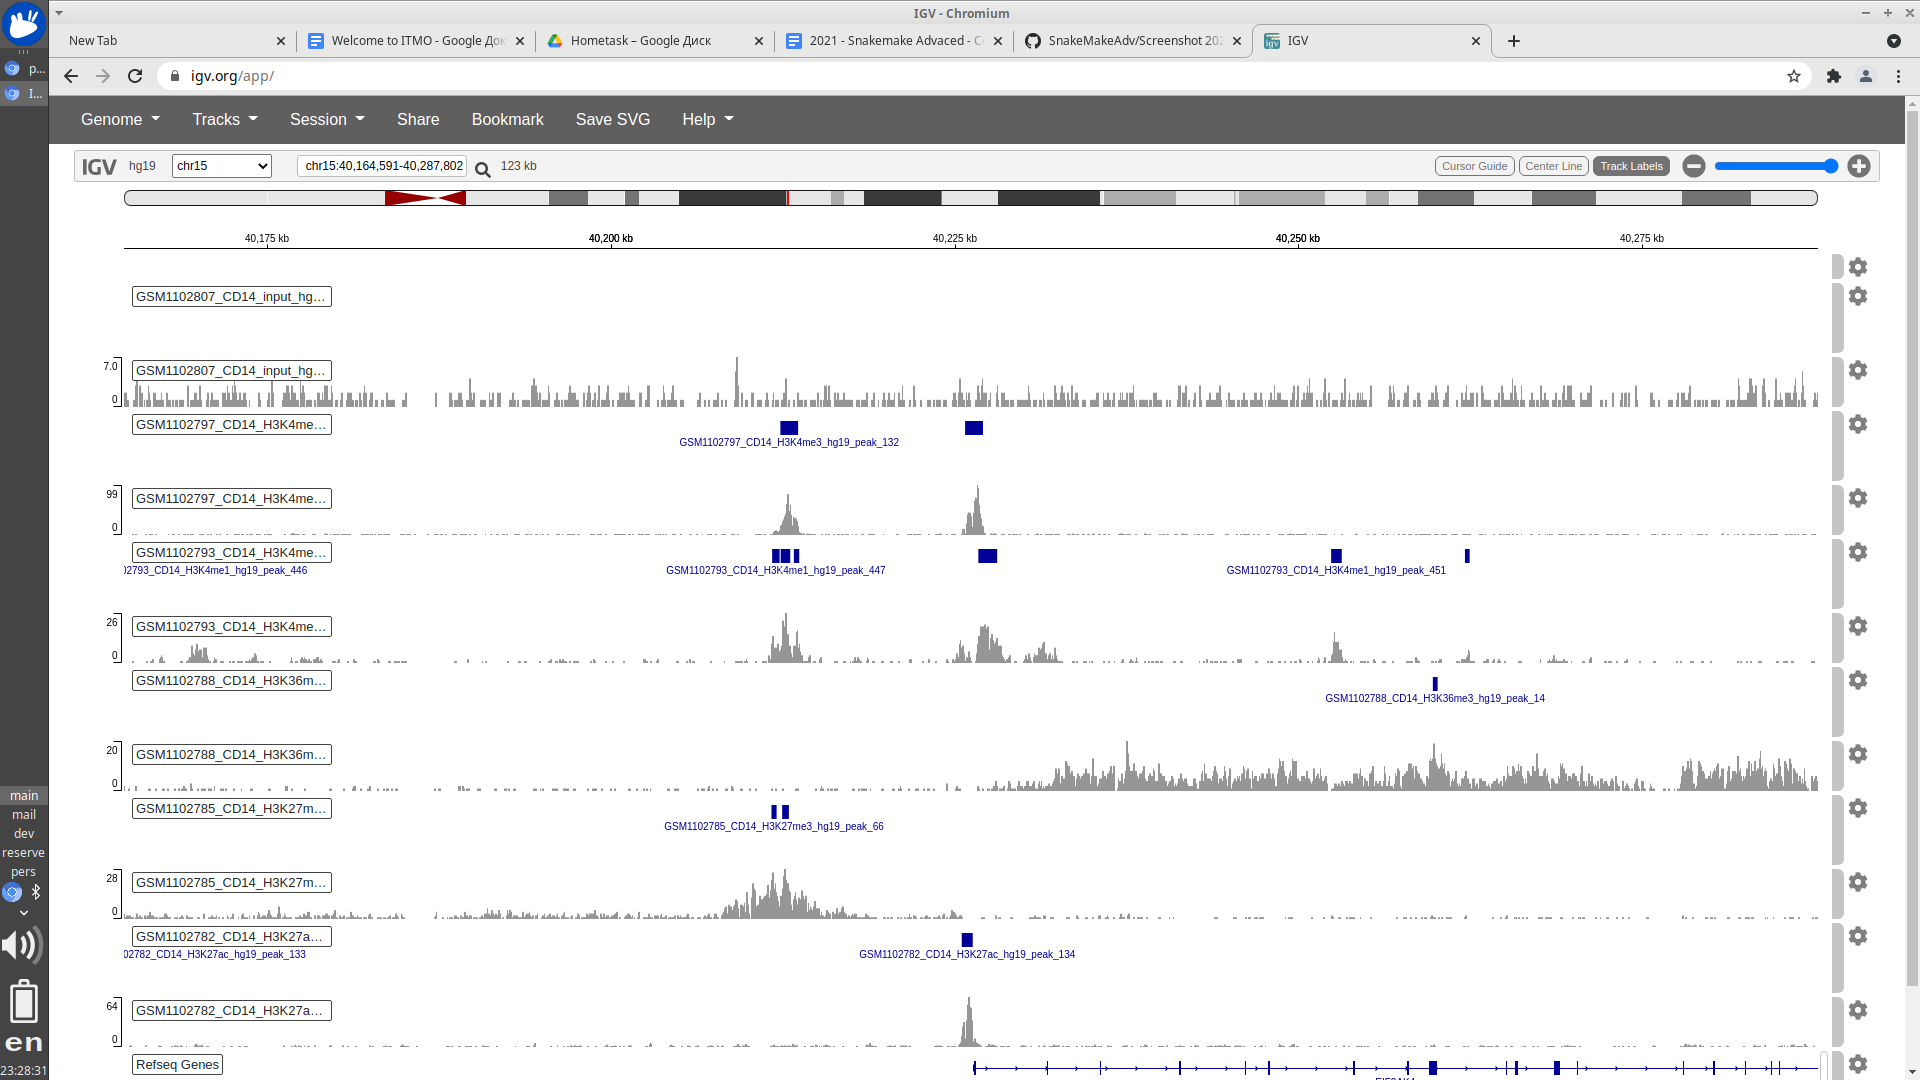 IGV - Chromium
New Tab
Welcome to ITMO - Google Док
Hometask – Google Диск
2021 - Snakemake Advaced - C
SnakeMakeAdv/Screenshot 202
IGV
igv.org/app/
p...
I...
Genome
Tracks
Session
Share
Bookmark
Save SVG
Help
IGV
hg19
chr15
chr15:40,164,591-40,287,802
123 kb
Cursor Guide
Center Line
Track Labels
40,175 kb
40,200 kb
40,225 kb
40,250 kb
40,275 kb
GSM1102807_CD14_input_hg...
7.0
GSM1102807_CD14_input_hg...
0
GSM1102797_CD14_H3K4me...
GSM1102797_CD14_H3K4me3_hg19_peak_132
99
GSM1102797_CD14_H3K4me...
0
GSM1102793_CD14_H3K4me...
2793_CD14_H3K4me1_hg19_peak_446
GSM1102793_CD14_H3K4me1_hg19_peak_447
GSM1102793_CD14_H3K4me1_hg19_peak_451
26
GSM1102793_CD14_H3K4me...
0
GSM1102788_CD14_H3K36m...
GSM1102788_CD14_H3K36me3_hg19_peak_14
20
GSM1102788_CD14_H3K36m...
0
GSM1102785_CD14_H3K27m...
GSM1102785_CD14_H3K27me3_hg19_peak_66
28
GSM1102785_CD14_H3K27m...
0
GSM1102782_CD14_H3K27a...
02782_CD14_H3K27ac_hg19_peak_133
GSM1102782_CD14_H3K27ac_hg19_peak_134
64
GSM1102782_CD14_H3K27a...
0
Refseq Genes
main
mail
dev
reserve
pers
en
23:28:31